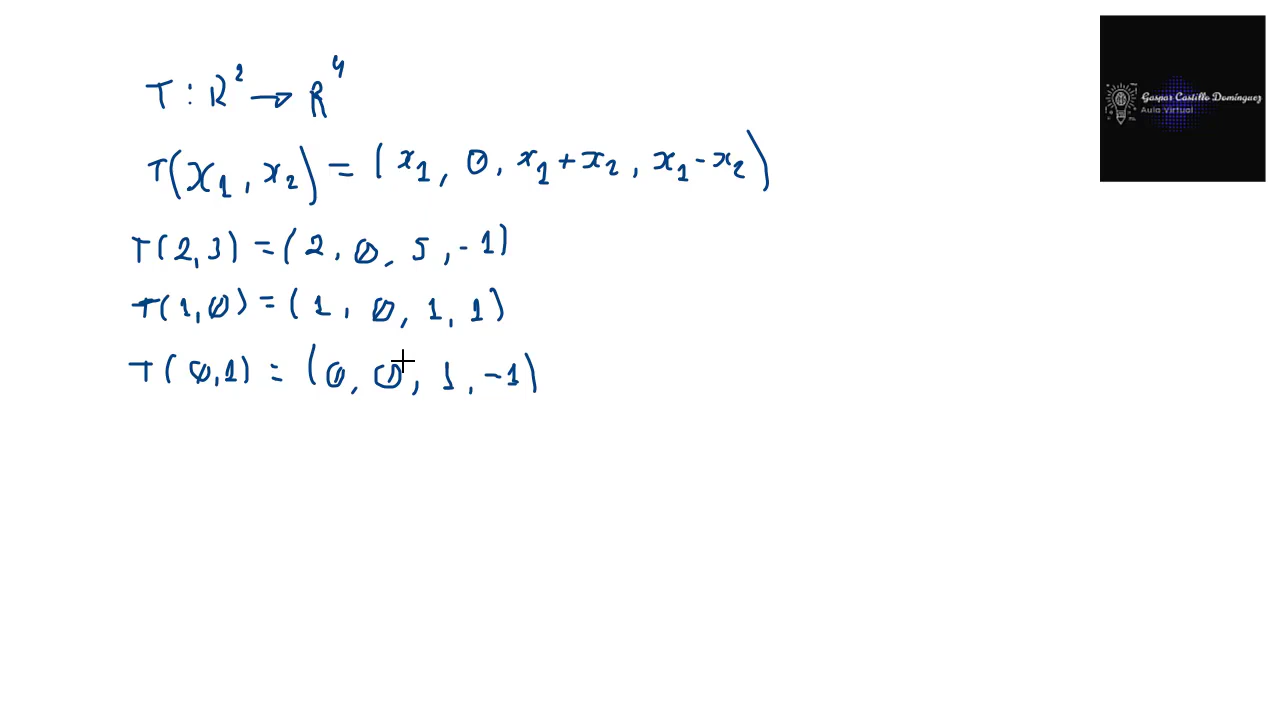 T : R² → R⁴
T(x₁, x₂) = (x₁, 0, x₁+x₂, x₁-x₂)
T(2,3) = (2, 0, 5, -1)
T(1,0) = (1, 0, 1, 1)
T(0,1) = (0, 0, 1, -1)
Gaspar Castillo Domínguez
Aula Virtual